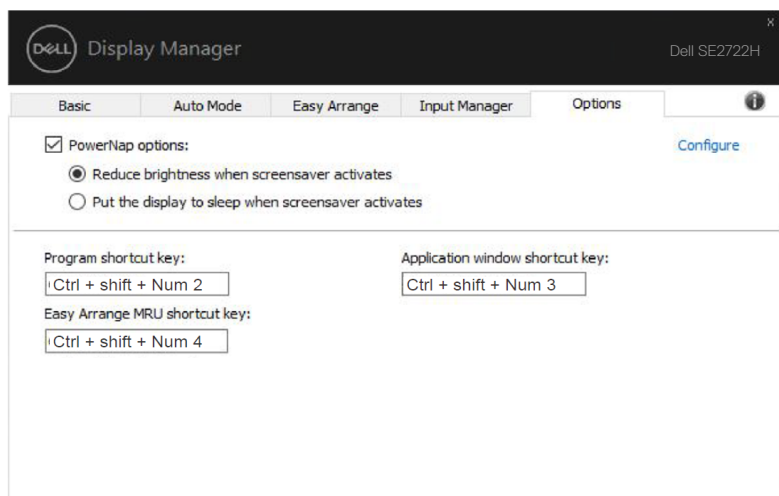 x
DELL Display Manager
Dell SE2722H
Basic Auto Mode Easy Arrange Input Manager Options
PowerNap options: Configure
Reduce brightness when screensaver activates
Put the display to sleep when screensaver activates
Program shortcut key: Application window shortcut key:
Ctrl + shift + Num 2 Ctrl + shift + Num 3
Easy Arrange MRU shortcut key:
Ctrl + shift + Num 4